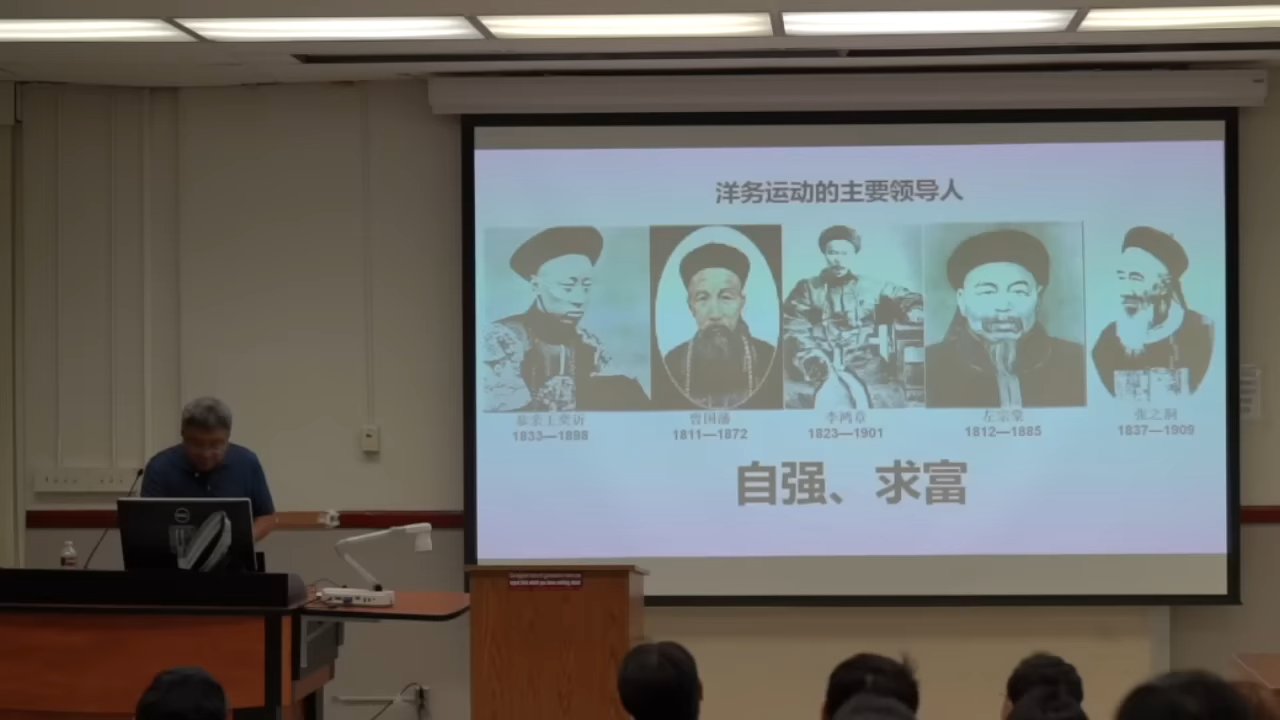 洋务运动的主要领导人
恭亲王奕䜣
1833—1898
曾国藩
1811—1872
李鸿章
1823—1901
左宗棠
1812—1885
张之洞
1837—1909
自强、求富
DELL